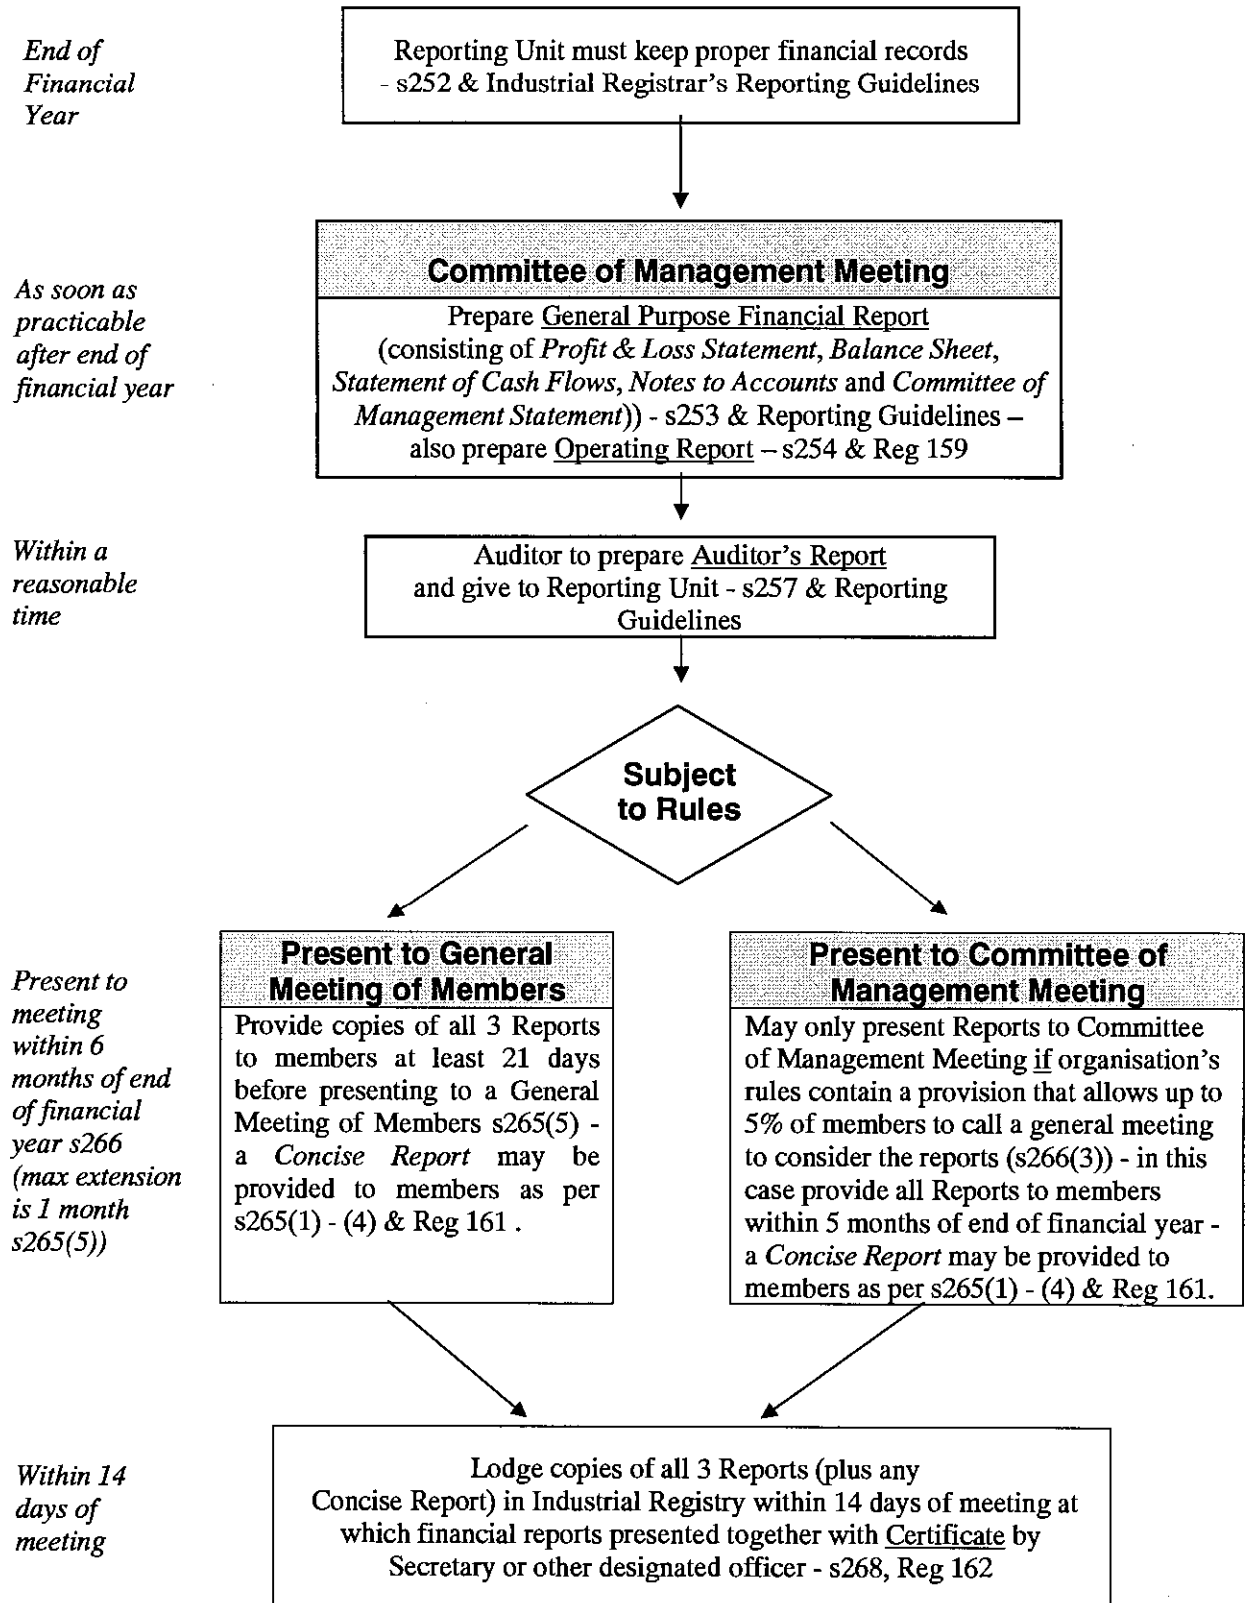 End of
Financial
Year
Reporting Unit must keep proper financial records
- s252 & Industrial Registrar's Reporting Guidelines
As soon as
practicable
after end of
financial year
Committee of Management Meeting
Prepare General Purpose Financial Report
(consisting of Profit & Loss Statement, Balance Sheet,
Statement of Cash Flows, Notes to Accounts and Committee of
Management Statement)) - s253 & Reporting Guidelines –
also prepare Operating Report – s254 & Reg 159
Within a
reasonable
time
Auditor to prepare Auditor's Report
and give to Reporting Unit - s257 & Reporting
Guidelines
Subject
to Rules
Present to
meeting
within 6
months of end
of financial
year s266
(max extension
is 1 month
s265(5))
Present to General
Meeting of Members
Provide copies of all 3 Reports
to members at least 21 days
before presenting to a General
Meeting of Members s265(5) -
a Concise Report may be
provided to members as per
s265(1) - (4) & Reg 161 .
Present to Committee of
Management Meeting
May only present Reports to Committee
of Management Meeting if organisation's
rules contain a provision that allows up to
5% of members to call a general meeting
to consider the reports (s266(3)) - in this
case provide all Reports to members
within 5 months of end of financial year -
a Concise Report may be provided to
members as per s265(1) - (4) & Reg 161.
Within 14
days of
meeting
Lodge copies of all 3 Reports (plus any
Concise Report) in Industrial Registry within 14 days of meeting at
which financial reports presented together with Certificate by
Secretary or other designated officer - s268, Reg 162